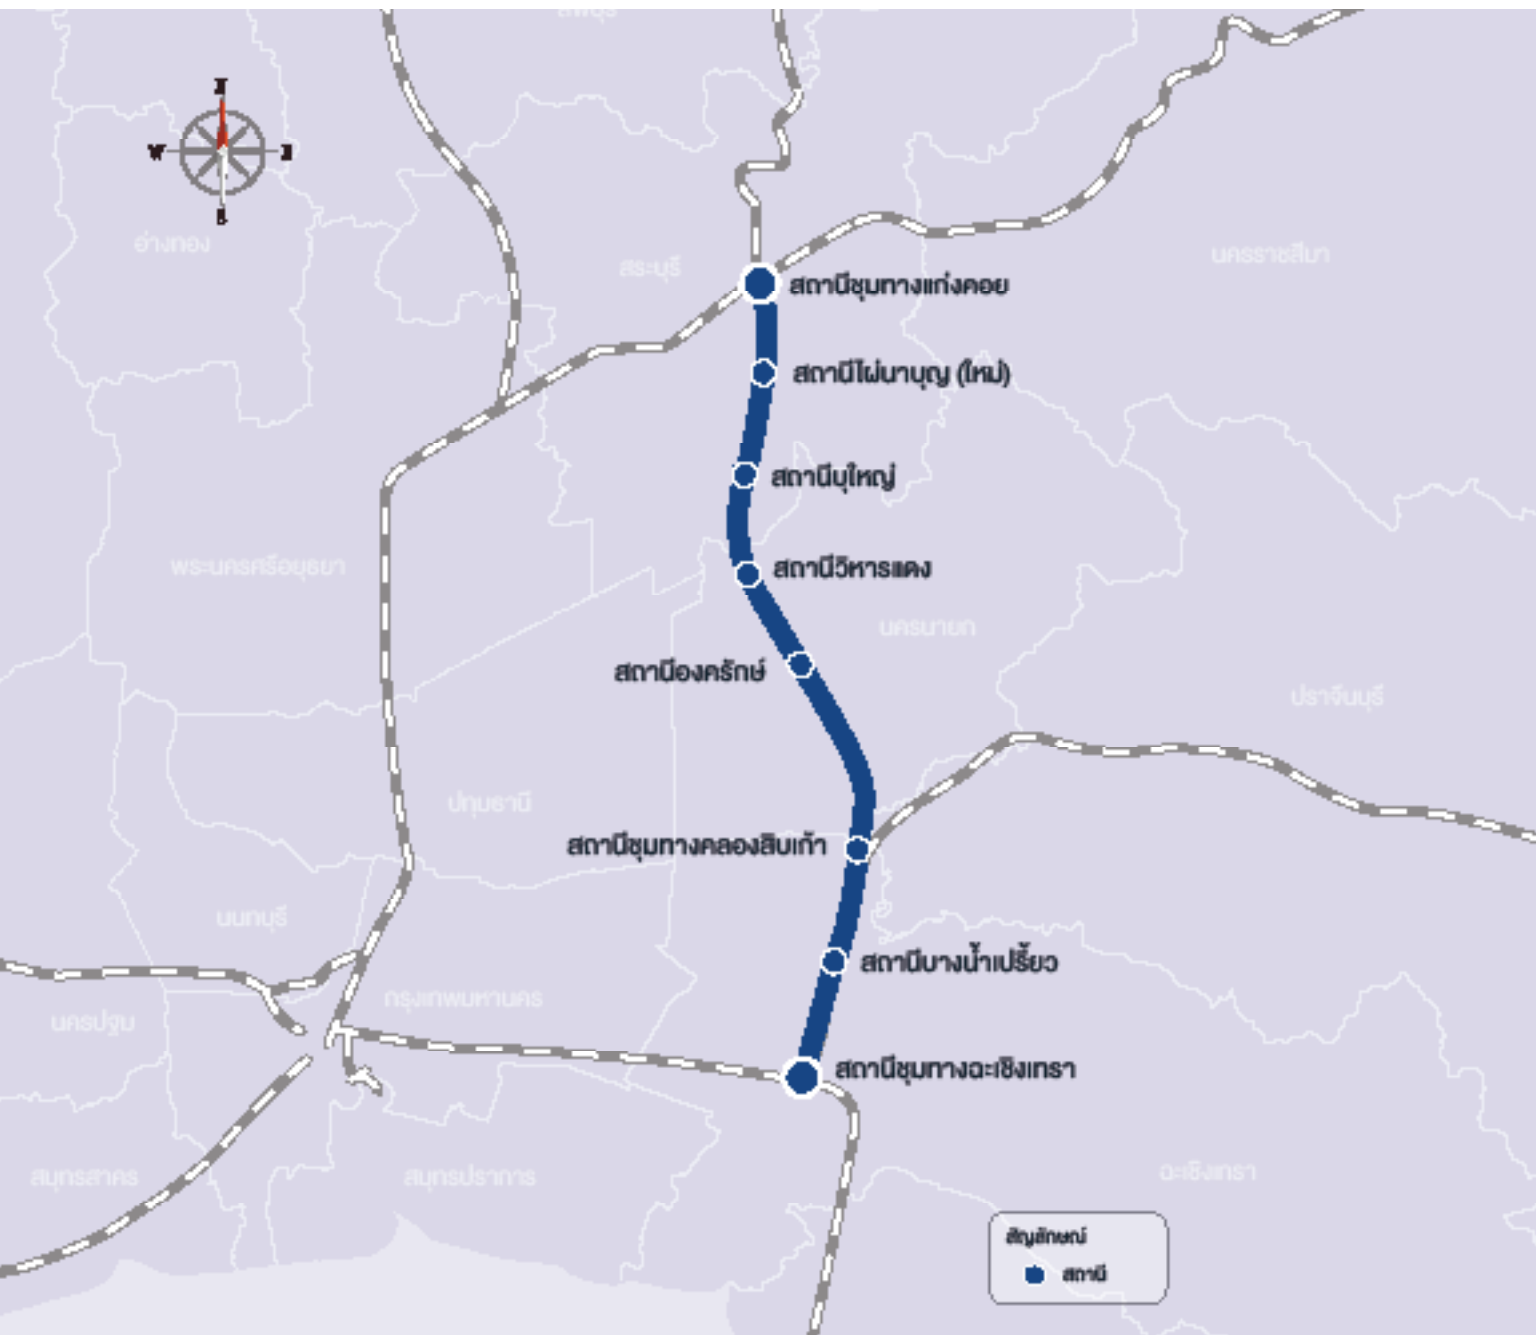 ลพบุรี
W
อ่างทอง
สระบุรี
นครราชสีมา
สถานีชุมทางแก่งคอย
สถานีไผ่นาบุญ (ใหม่)
สถานีบุใหญ่
สถานีวิหารแดง
พระนครศรีอยุธยา
นครนายก
สถานีองครักษ์
ปราจีนบุรี
ปทุมธานี
สถานีชุมทางคลองสิบเก้า
นนทบุรี
สถานีบางน้ำเปรี้ยว
กรุงเทพมหานคร
นครปฐม
สถานีชุมทางฉะเชิงเทรา
สมุทรสาคร
สมุทรปราการ
ฉะเชิงเทรา
สัญลักษณ์
สถานี